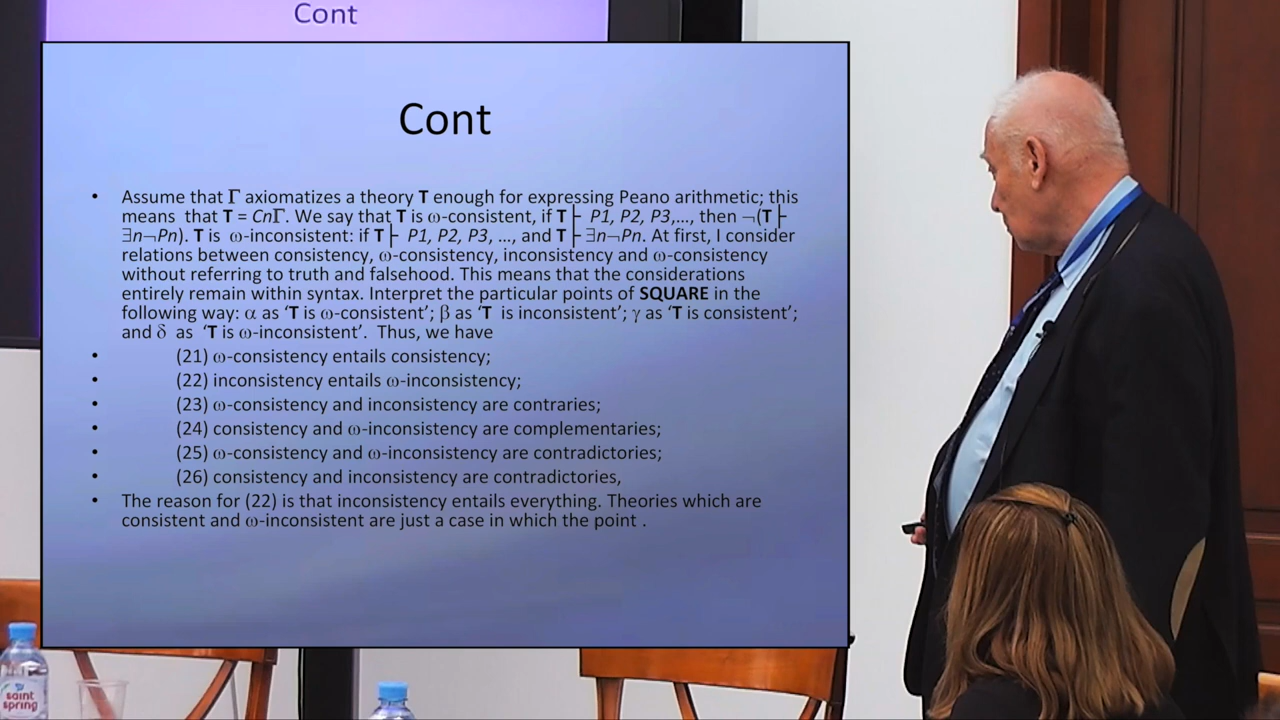 Cont
Cont
• Assume that Γ axiomatizes a theory T enough for expressing Peano arithmetic; this
means that T = CnΓ. We say that T is ω-consistent, if T ├ P1, P2, P3,…, then ¬(T ├
∃n¬Pn). T is ω-inconsistent: if T ├ P1, P2, P3, …, and T ├ ∃n¬Pn. At first, I consider
relations between consistency, ω-consistency, inconsistency and ω-consistency
without referring to truth and falsehood. This means that the considerations
entirely remain within syntax. Interpret the particular points of SQUARE in the
following way: α as ‘T is ω-consistent’; β as ‘T is inconsistent’; γ as ‘T is consistent’;
and δ as ‘T is ω-inconsistent’. Thus, we have
• (21) ω-consistency entails consistency;
• (22) inconsistency entails ω-inconsistency;
• (23) ω-consistency and inconsistency are contraries;
• (24) consistency and ω-inconsistency are complementaries;
• (25) ω-consistency and ω-inconsistency are contradictories;
• (26) consistency and inconsistency are contradictories,
• The reason for (22) is that inconsistency entails everything. Theories which are
consistent and ω-inconsistent are just a case in which the point .
saint
spring